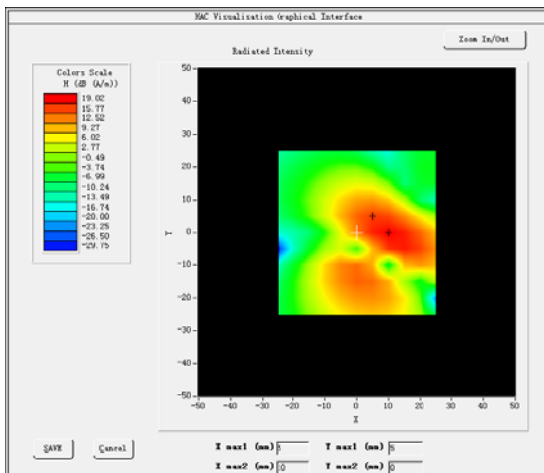 HAC Visualisation Graphical Interface
Zoom In/Out
Radiated Intensity
Colors Scale
H (dB (A/m))
19.02
15.77
12.52
9.27
6.02
2.77
-0.49
-3.74
-6.99
-10.24
-13.49
-16.74
-20.00
-23.25
-26.50
-29.75
50
40
30
20
10
0
-10
-20
-30
-40
-50
Y
-50 -40 -30 -20 -10 0 10 20 30 40 50
X
SAVE
Cancel
X max1 (mm) Y max1 (mm) 5
X max2 (mm) 10 Y max2 (mm) 0